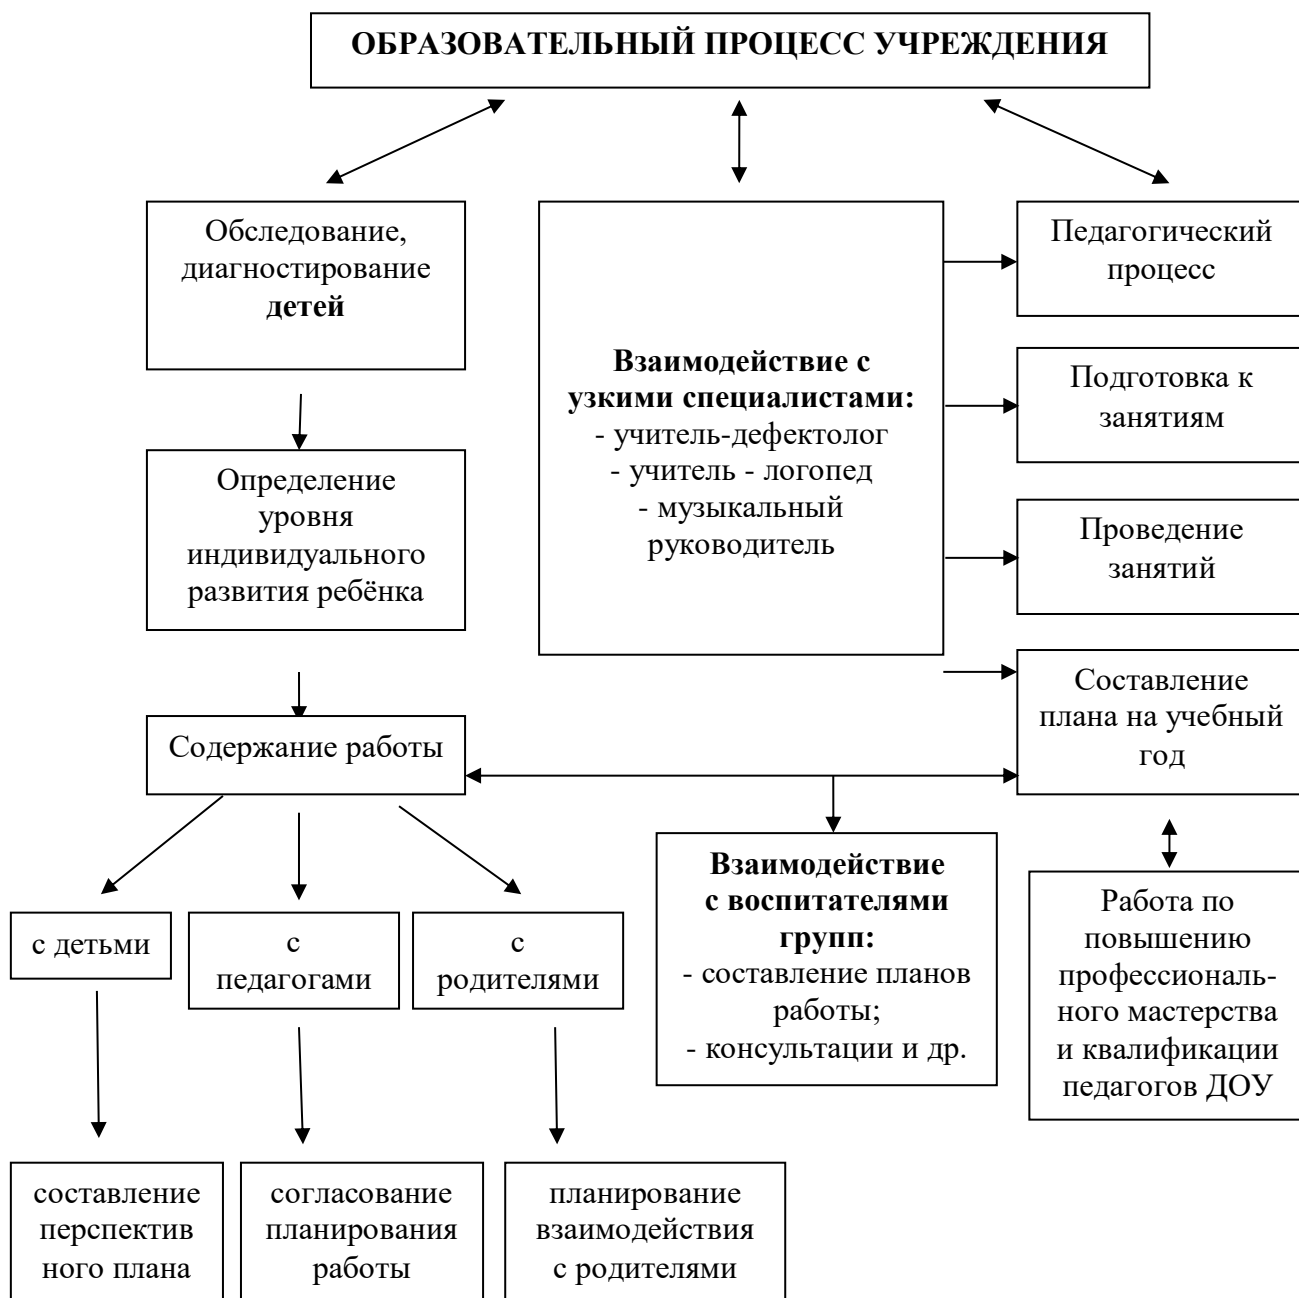 ОБРАЗОВАТЕЛЬНЫЙ ПРОЦЕСС УЧРЕЖДЕНИЯ
Обследование,
диагностирование
детей
Взаимодействие с
узкими специалистами:
- учитель-дефектолог
- учитель - логопед
- музыкальный
руководитель
Педагогический
процесс
Подготовка к
занятиям
Определение
уровня
индивидуального
развития ребёнка
Проведение
занятий
Содержание работы
Составление
плана на учебный
год
Взаимодействие
с воспитателями
групп:
- составление планов
работы;
- консультации и др.
Работа по
повышению
профессиональ-
ного мастерства
и квалификации
педагогов ДОУ
с детьми
с
педагогами
с
родителями
составление
перспектив
ного плана
согласование
планирования
работы
планирование
взаимодействия
с родителями